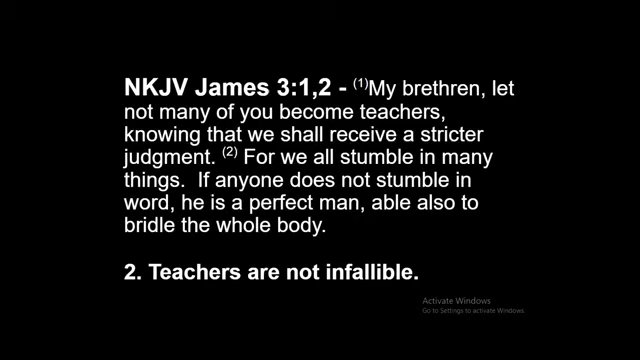 NKJV James 3:1,2 - (1)My brethren, let
not many of you become teachers,
knowing that we shall receive a stricter
judgment. (2) For we all stumble in many
things.  If anyone does not stumble in
word, he is a perfect man, able also to
bridle the whole body.
2. Teachers are not infallible.
Activate Windows
Go to Settings to activate Windows.